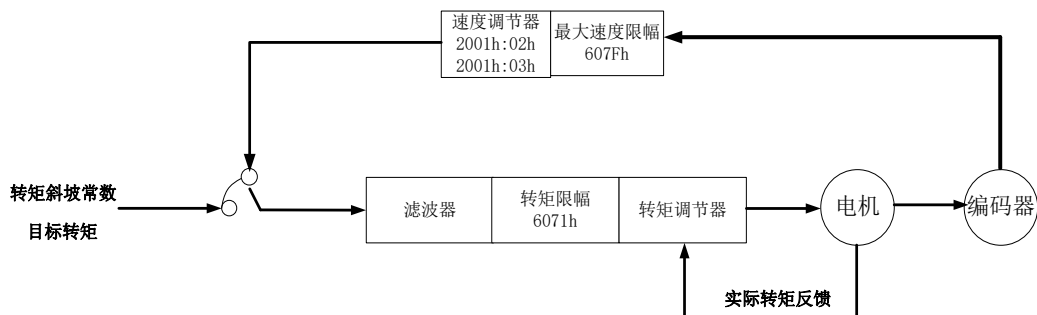 速度调节器
2001h:02h
2001h:03h
最大速度限幅
607Fh
转矩斜坡常数
目标转矩
滤波器
转矩限幅
6071h
转矩调节器
电机
编码器
实际转矩反馈